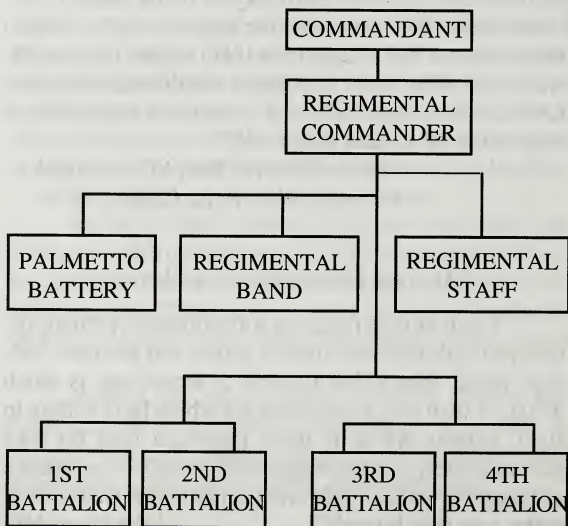 COMMANDANT
REGIMENTAL
COMMANDER
PALMETTO
BATTERY
REGIMENTAL
BAND
REGIMENTAL
STAFF
1ST
BATTALION
2ND
BATTALION
3RD
BATTALION
4TH
BATTALION